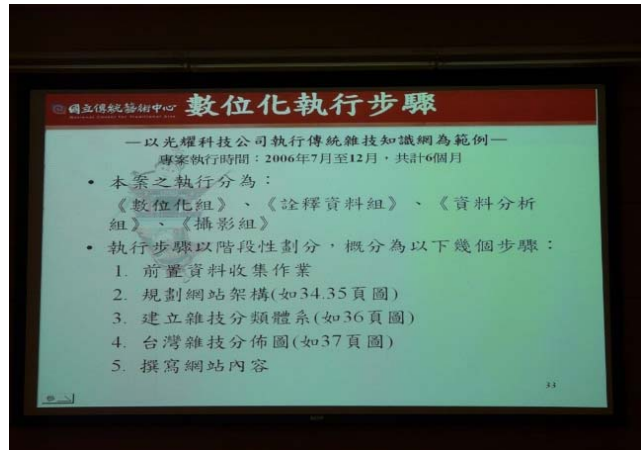 國立傳統藝術中心 數位化執行步驟
National Center for Traditional Arts
—以光耀科技公司執行傳統雜技知識網為範例—
專案執行時間：2006年7月至12月，共計6個月
• 本案之執行分為：
《數位化組》、《詮釋資料組》、《資料分析
組》、《攝影組》
• 執行步驟以階段性劃分，概分為以下幾個步驟：
1. 前置資料收集作業
2. 規劃網站架構(如34.35頁圖)
3. 建立雜技分類體系(如36頁圖)
4. 台灣雜技分佈圖(如37頁圖)
5. 撰寫網站內容
33